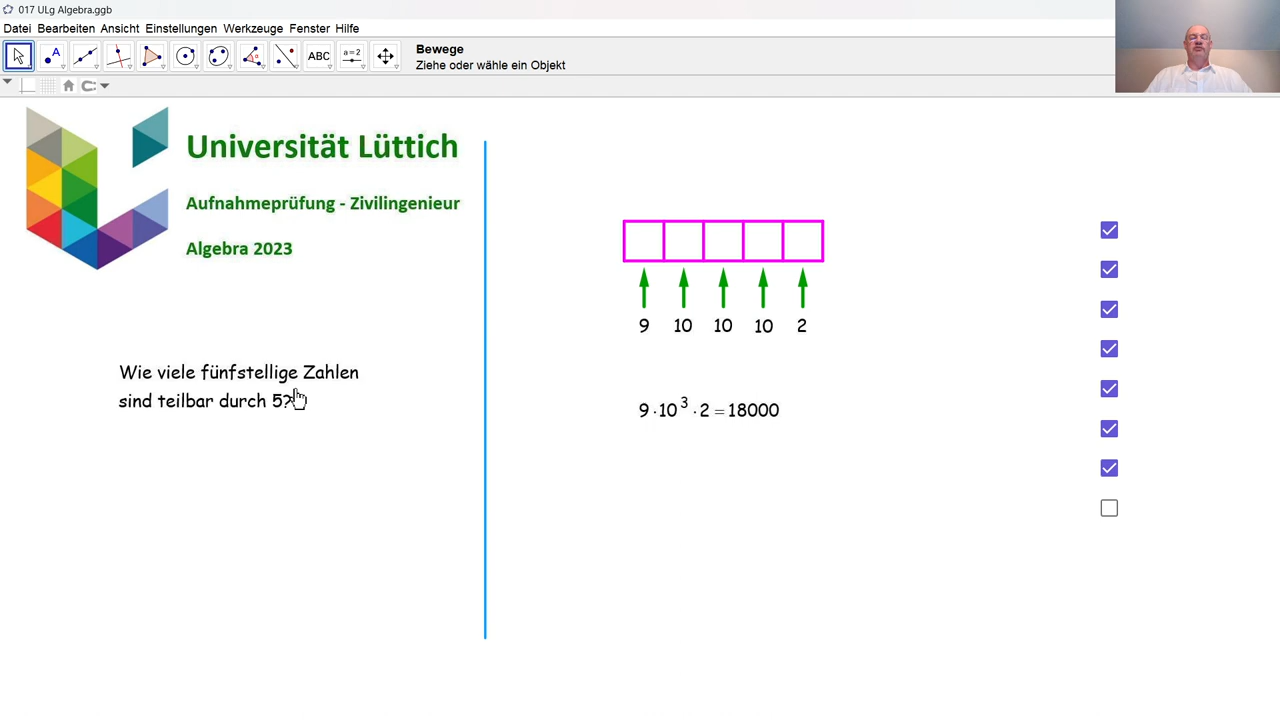 017 ULg Algebra.ggb
Datei Bearbeiten Ansicht Einstellungen Werkzeuge Fenster Hilfe
A ABC a=2
Bewege
Ziehe oder wähle ein Objekt
Universität Lüttich
Aufnahmeprüfung - Zivilingenieur
Algebra 2023
Wie viele fünfstellige Zahlen
sind teilbar durch 5?
9 10 10 10 2
9·10³·2=18000